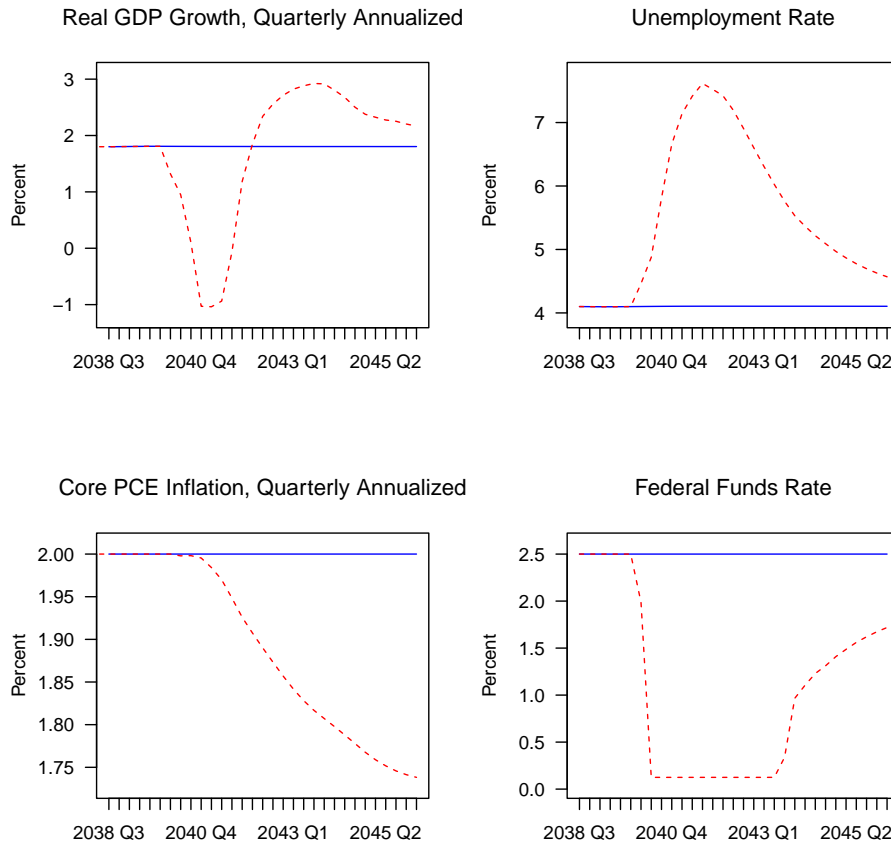 Real GDP Growth, Quarterly Annualized
Percent
3
2
1
0
−1
2038 Q3 2040 Q4 2043 Q1 2045 Q2
Unemployment Rate
Percent
7
6
5
4
2038 Q3 2040 Q4 2043 Q1 2045 Q2
Core PCE Inflation, Quarterly Annualized
Percent
2.00
1.95
1.90
1.85
1.80
1.75
2038 Q3 2040 Q4 2043 Q1 2045 Q2
Federal Funds Rate
Percent
2.5
2.0
1.5
1.0
0.5
0.0
2038 Q3 2040 Q4 2043 Q1 2045 Q2